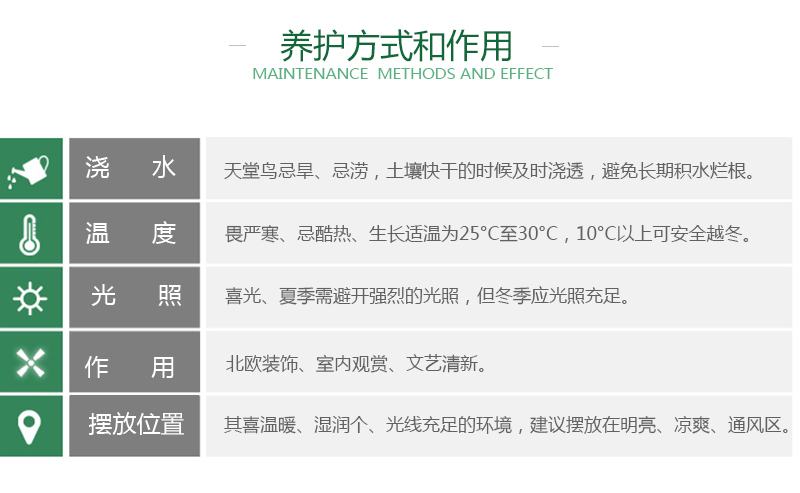 养护方式和作用
MAINTENANCE METHODS AND EFFECT
浇 水
天堂鸟忌旱、忌涝，土壤快干的时候及时浇透，避免长期积水烂根。
温 度
畏严寒、忌酷热、生长适温为25°C至30°C，10°C以上可安全越冬。
光 照
喜光、夏季需避开强烈的光照，但冬季应光照充足。
作 用
北欧装饰、室内观赏、文艺清新。
摆放位置
其喜温暖、湿润个、光线充足的环境，建议摆放在明亮、凉爽、通风区。